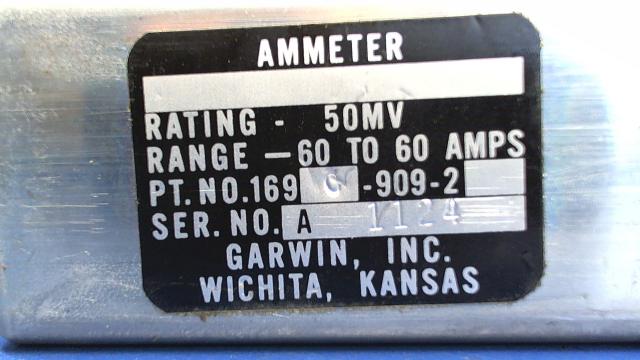 AMMETER
RATING - 50MV
RANGE -60 TO 60 AMPS
PT.NO.169 C -909-2
SER.NO. A 1124
GARWIN, INC.
WICHITA, KANSAS